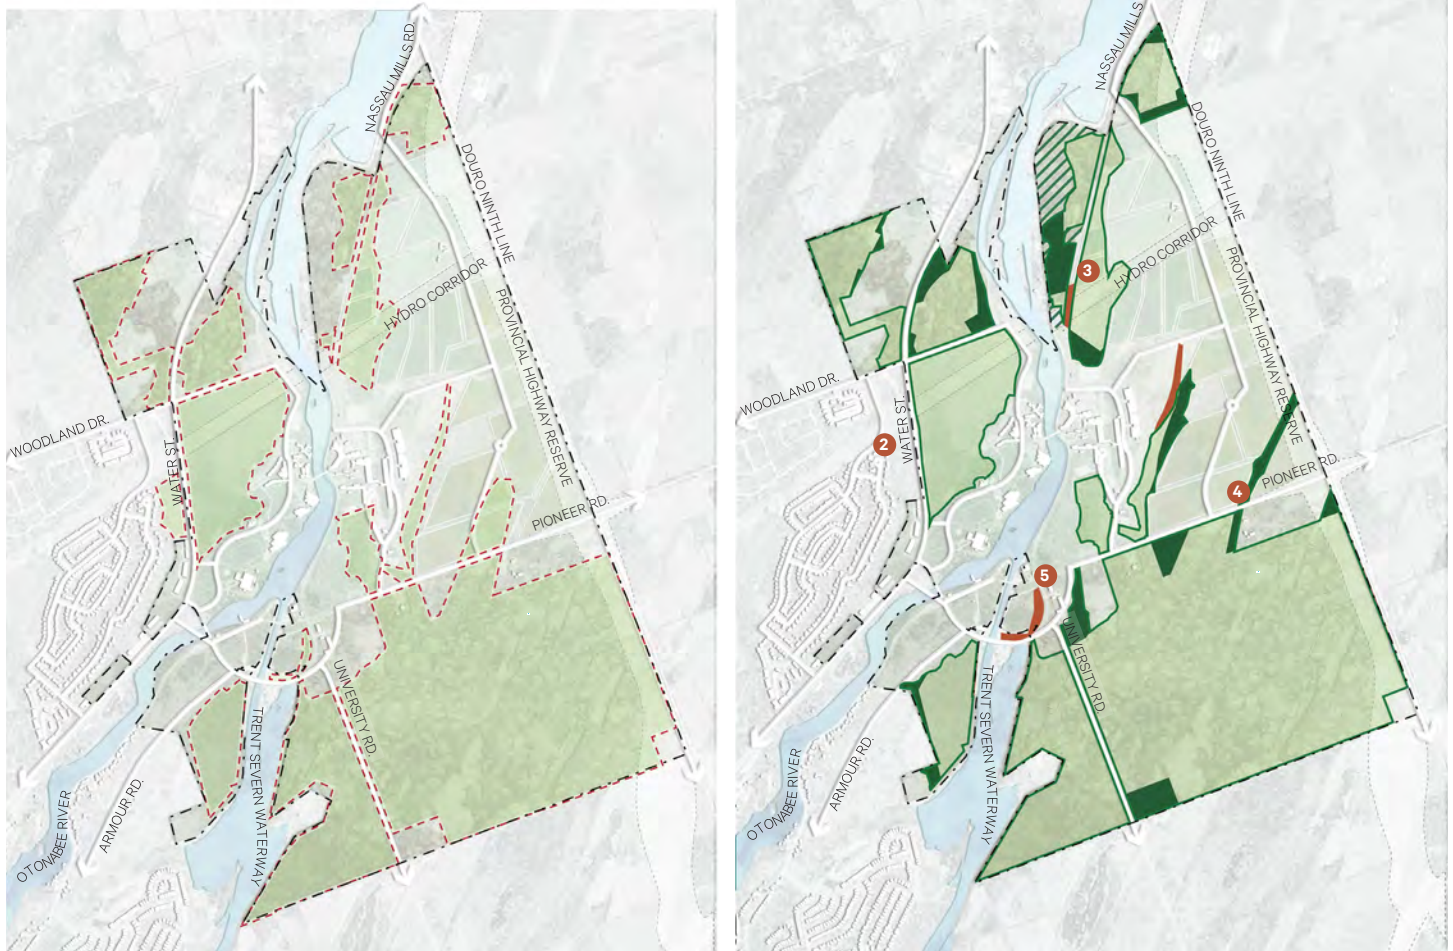 NASSAU MILLS RD
DOURO NINTH LINE
HYDRO CORRIDOR
PROVINCIAL HIGHWAY RESERVE
WOODLAND DR.
WATER ST.
PIONEER RD.
UNIVERSITY RD.
TRENT SEVERN WATERWAY
ARMOUR RD.
OTONABEE RIVER
NASSAU MILLS
DOURO NINTH LINE
3
HYDRO CORRIDOR
PROVINCIAL HIGHWAY RESERVE
WOODLAND DR.
WATER ST.
2
4
PIONEER RD.
5
UNIVERSITY RD.
TRENT SEVERN WATERWAY
ARMOUR RD.
OTONABEE RIVER